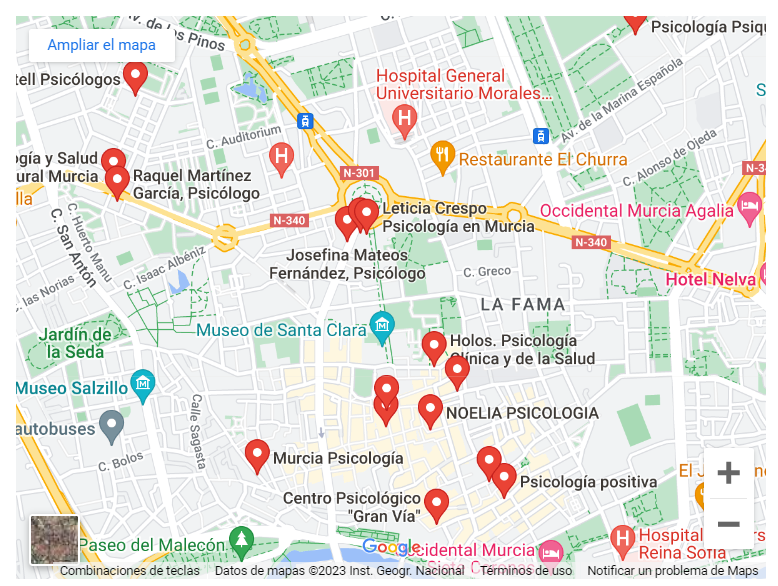 Av. de los Pinos
Ampliar el mapa
Psicología Psiqu
tell Psicólogos
Hospital General
Universitario Morales...
Av. de la Marina Española
C. Auditorium
C. Alonso de Ojeda
ogía y Salud
ural Murcia
Raquel Martínez
García, Psicólogo
Restaurante El Churra
N-301
N-340
N-340
N-340
Leticia Crespo
Psicología en Murcia
Occidental Murcia Agalia
C. Huerto Manu
C. San Antón
C. Isaac Albéniz
Josefina Mateos
Fernández, Psicólogo
C. Greco
Hotel Nelva
C. las Norias
LA FAMA
Museo de Santa Clara
Jardín de
la Seda
Holos. Psicología
Clínica y de la Salud
Museo Salzillo
NOELIA PSICOLOGIA
autobuses
Calle Sagasta
C. Bolos
Murcia Psicología
Psicología positiva
Centro Psicológico
"Gran Vía"
Paseo del Malecón
Google
Hospital
Reina Sofía
Occidental Murcia
Combinaciones de teclas
Datos de mapas ©2023 Inst. Geogr. Nacional
Términos de uso
Notificar un problema de Maps